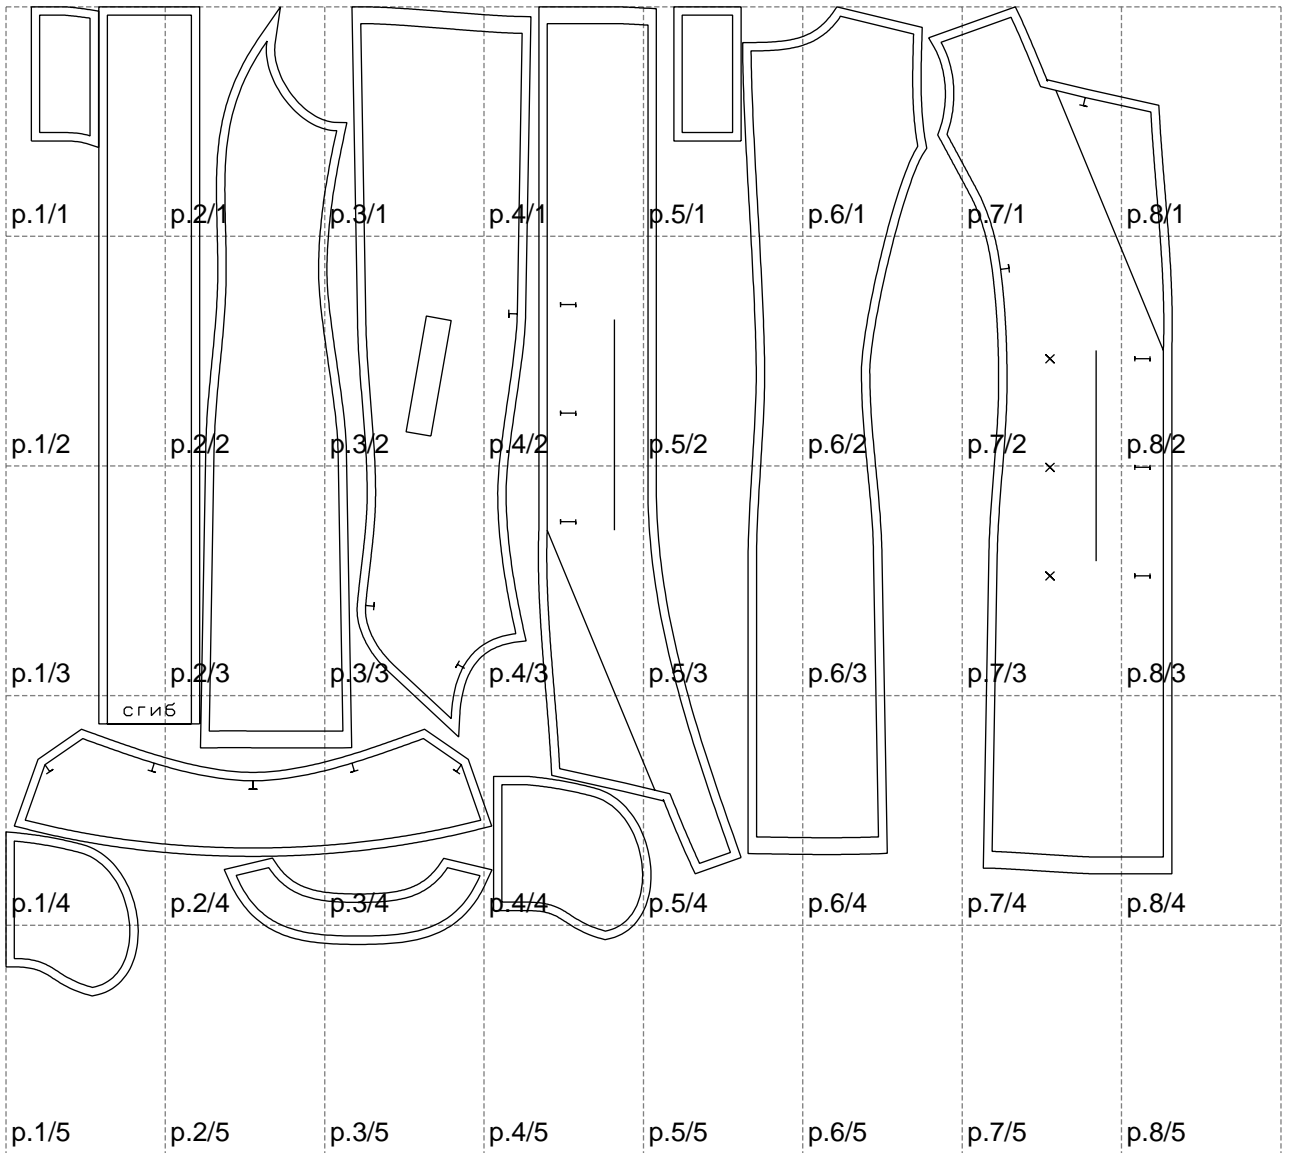 p.1/1 p.2/1 p.3/1 p.4/1 p.5/1 p.6/1 p.7/1 p.8/1
p.1/2 p.2/2 p.3/2 p.4/2 p.5/2 p.6/2 p.7/2 p.8/2
p.1/3 p.2/3 p.3/3 p.4/3 p.5/3 p.6/3 p.7/3 p.8/3
сгиб
p.1/4 p.2/4 p.3/4 p.4/4 p.5/4 p.6/4 p.7/4 p.8/4
p.1/5 p.2/5 p.3/5 p.4/5 p.5/5 p.6/5 p.7/5 p.8/5